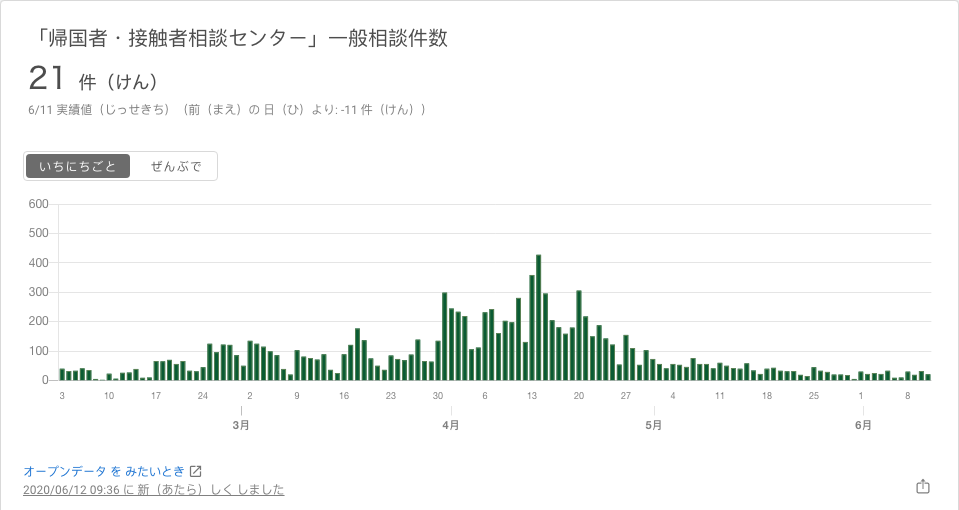 「帰国者・接触者相談センター」一般相談件数
21 件（けん）
6/11 実績値（じっせきち）（前（まえ）の 日（ひ）より: -11 件（けん））
いちにちごと ぜんぶで
600
500
400
300
200
100
0
3 10 17 24 2 9 16 23 30 6 13 20 27 4 11 18 25 1 8
3月 4月 5月 6月
オープンデータ を みたいとき
2020/06/12 09:36 に 新（あたら）しく しました